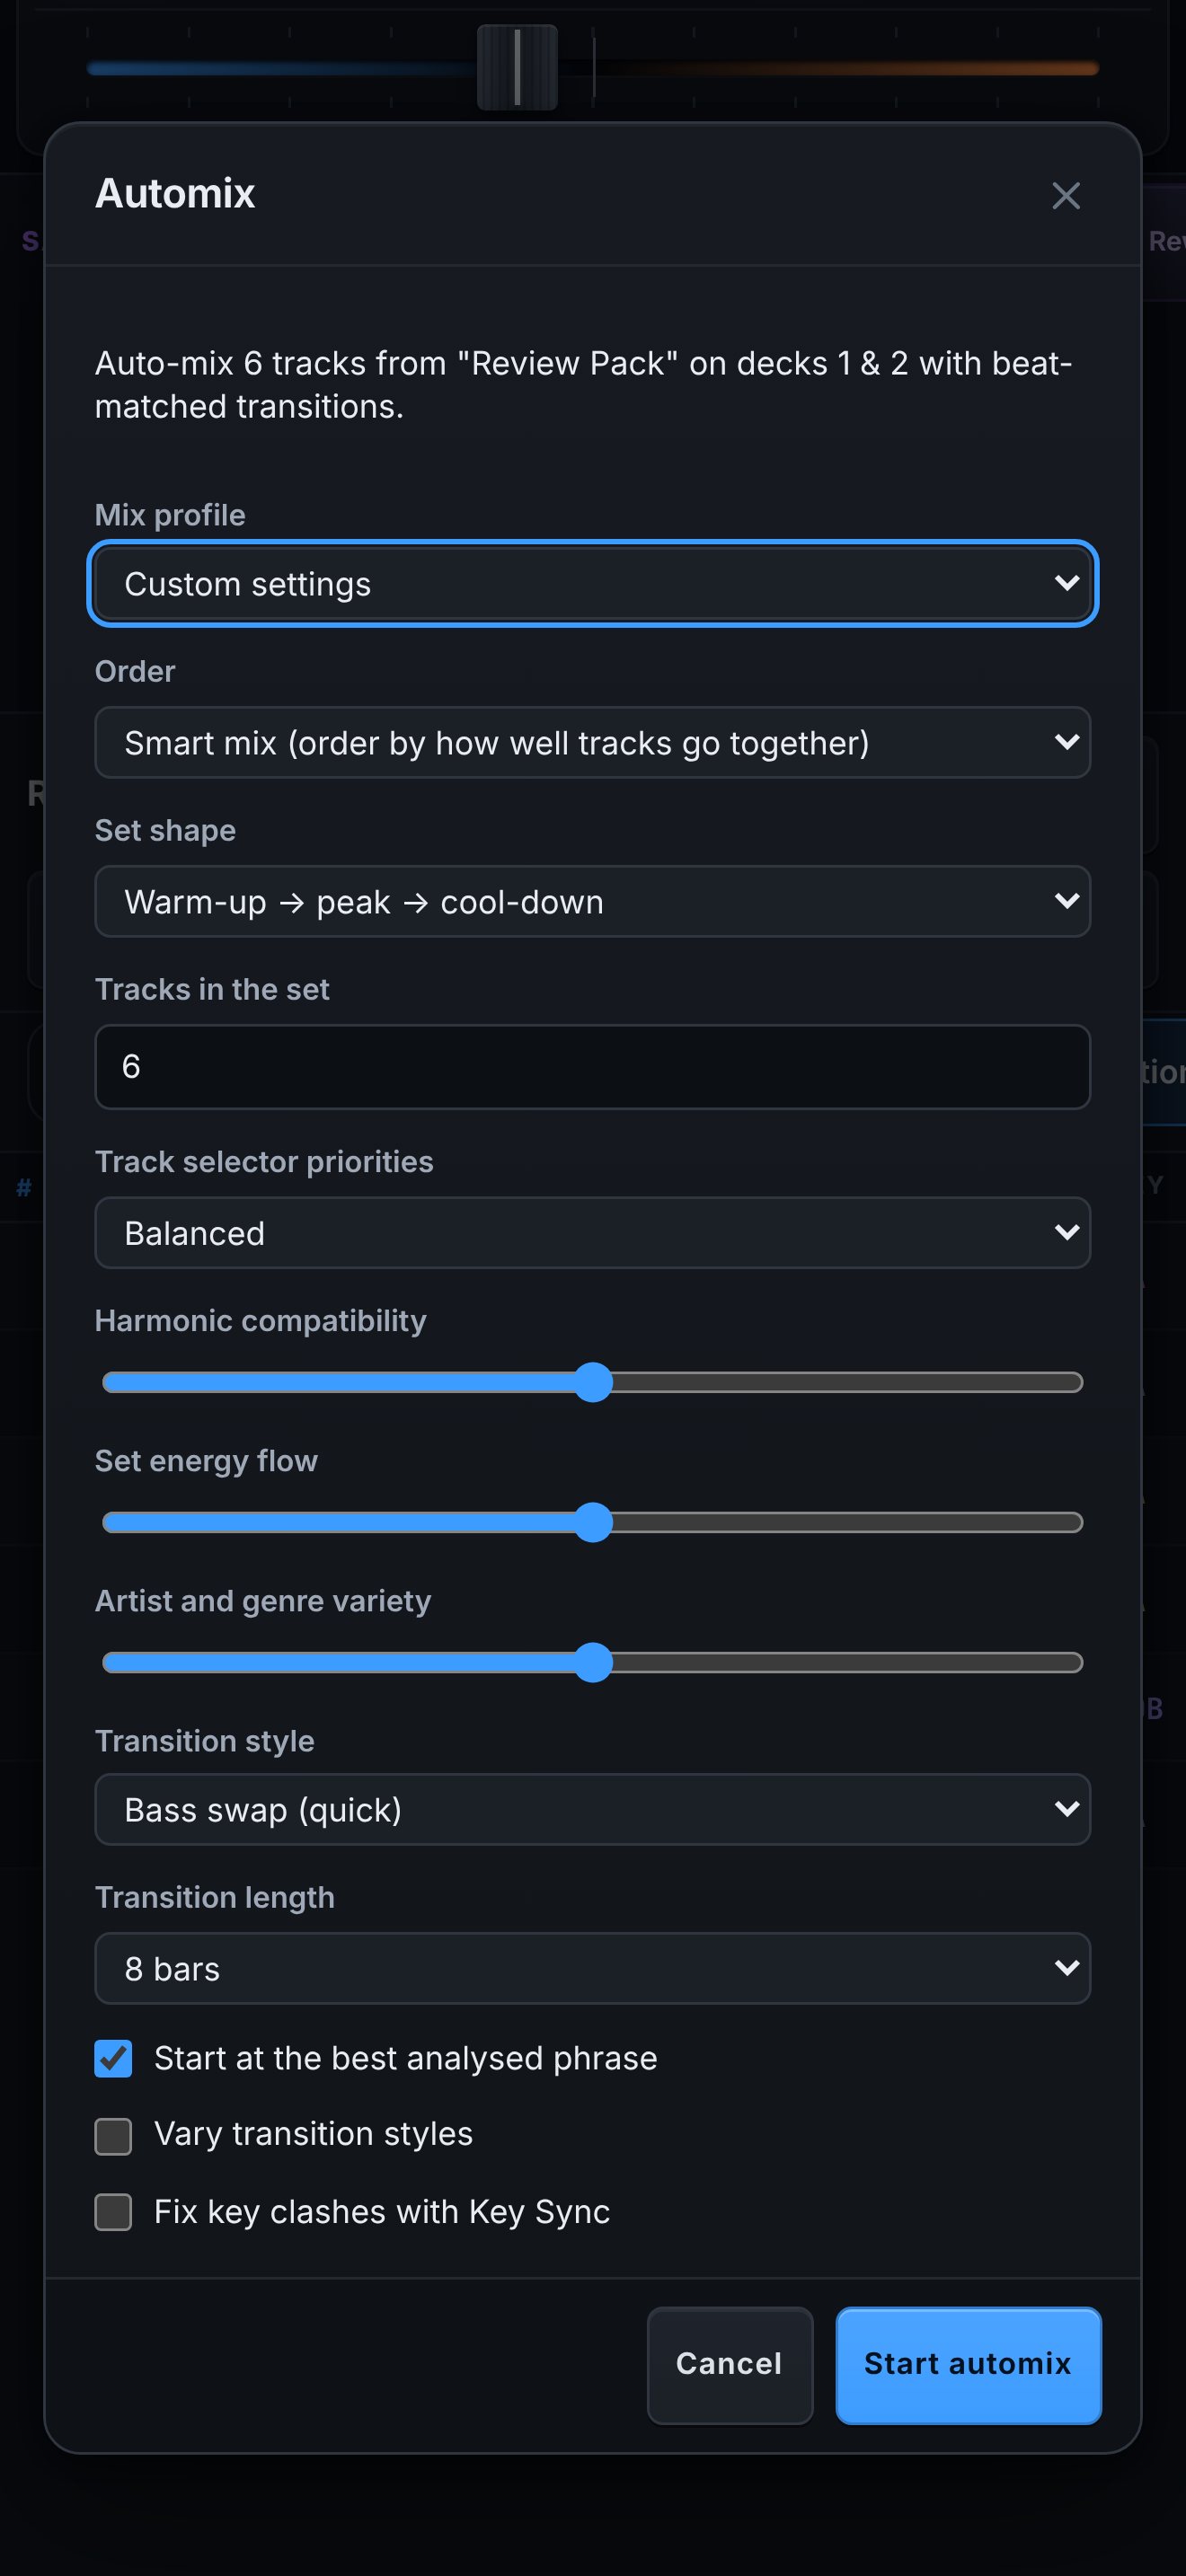 Automix
Auto-mix 6 tracks from "Review Pack" on decks 1 & 2 with beat-
matched transitions.
Mix profile
Custom settings
Order
Smart mix (order by how well tracks go together)
Set shape
Warm-up → peak → cool-down
Tracks in the set
6
#
Track selector priorities
Balanced
Harmonic compatibility
Set energy flow
Artist and genre variety
Transition style
Bass swap (quick)
Transition length
8 bars
Start at the best analysed phrase
Vary transition styles
Fix key clashes with Key Sync
Cancel
Start automix